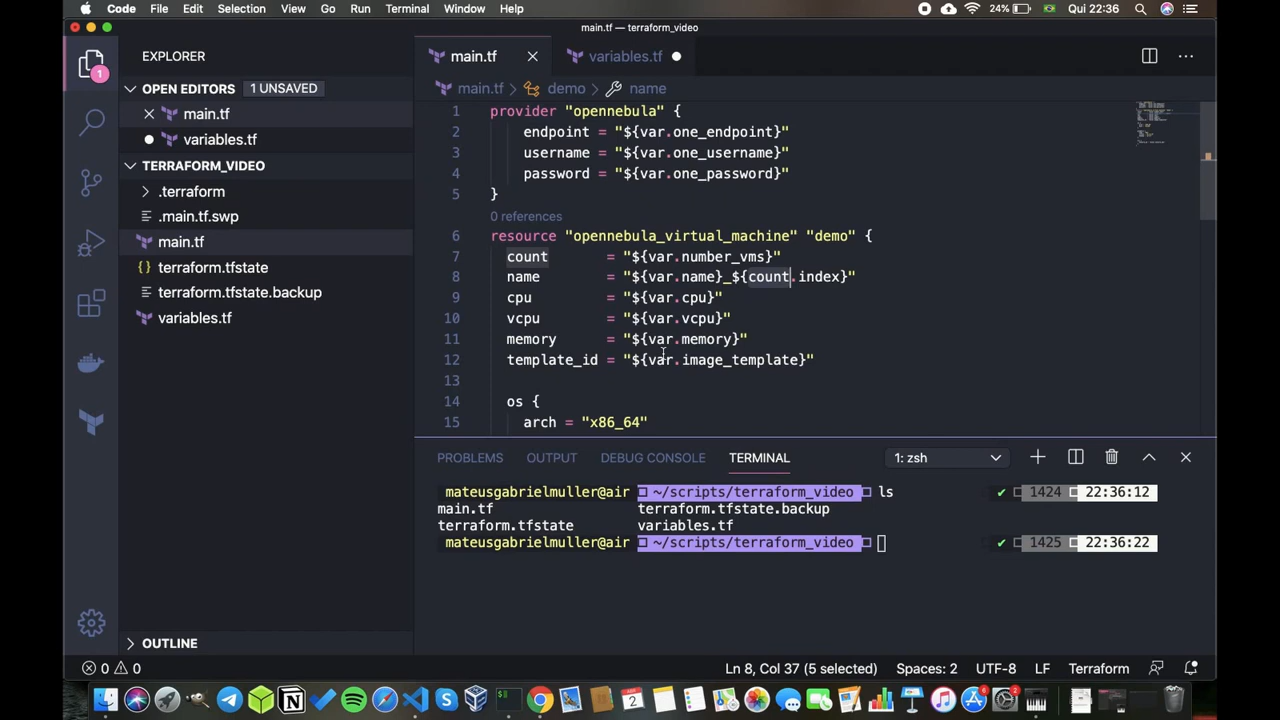 Code File Edit Selection View Go Run Terminal Window Help 24% Qui 22:36
main.tf — terraform_video
EXPLORER
main.tf
variables.tf
OPEN EDITORS 1 UNSAVED
main.tf > demo > name
main.tf
variables.tf
TERRAFORM_VIDEO
.terraform
.main.tf.swp
main.tf
terraform.tfstate
terraform.tfstate.backup
variables.tf
OUTLINE
1
1 provider "opennebula" {
2 endpoint = "${var.one_endpoint}"
3 username = "${var.one_username}"
4 password = "${var.one_password}"
5 }
0 references
6 resource "opennebula_virtual_machine" "demo" {
7 count = "${var.number_vms}"
8 name = "${var.name}_${count.index}"
9 cpu = "${var.cpu}"
10 vcpu = "${var.vcpu}"
11 memory = "${var.memory}"
12 template_id = "${var.image_template}"
13
14 os {
15 arch = "x86_64"
PROBLEMS OUTPUT DEBUG CONSOLE TERMINAL 1: zsh
mateusgabrielmuller@air ~/scripts/terraform_video ls ✔ 1424 22:36:12
main.tf terraform.tfstate.backup
terraform.tfstate variables.tf
mateusgabrielmuller@air ~/scripts/terraform_video ✔ 1425 22:36:22
0 0 Ln 8, Col 37 (5 selected) Spaces: 2 UTF-8 LF Terraform